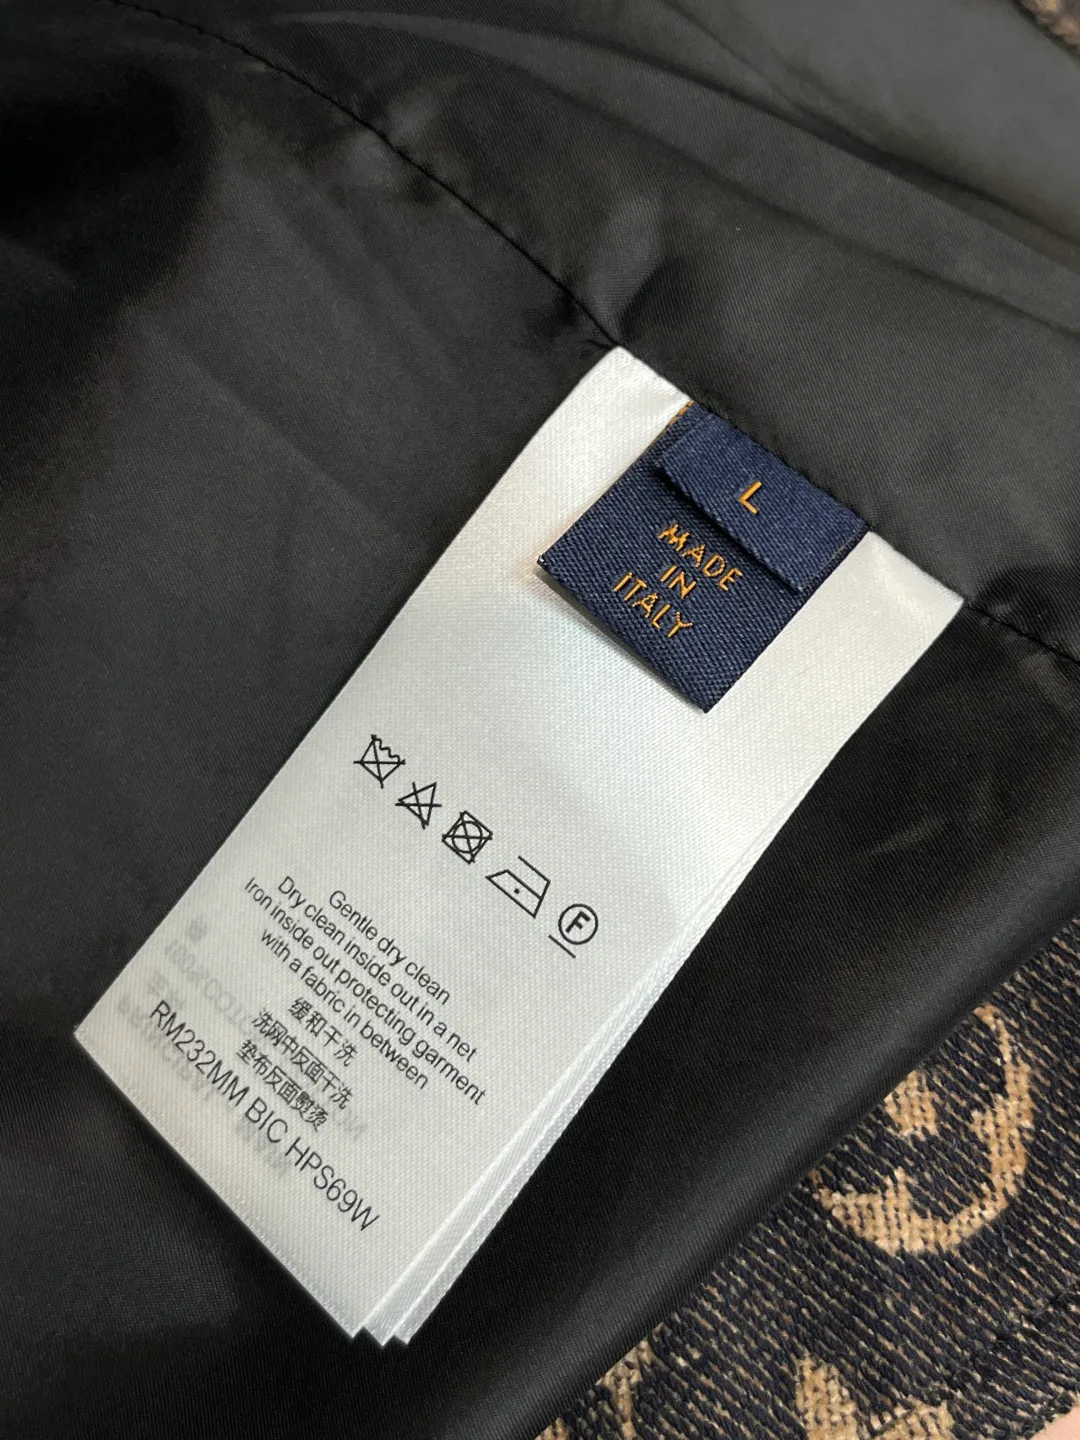 L
MADE
IN
ITALY
F
Gentle dry clean
Dry clean inside out in a net
Iron inside out protecting garment
with a fabric in between
缓和干洗
洗网中反面干洗
垫布反面熨烫
RM232MM BIC HPS69W